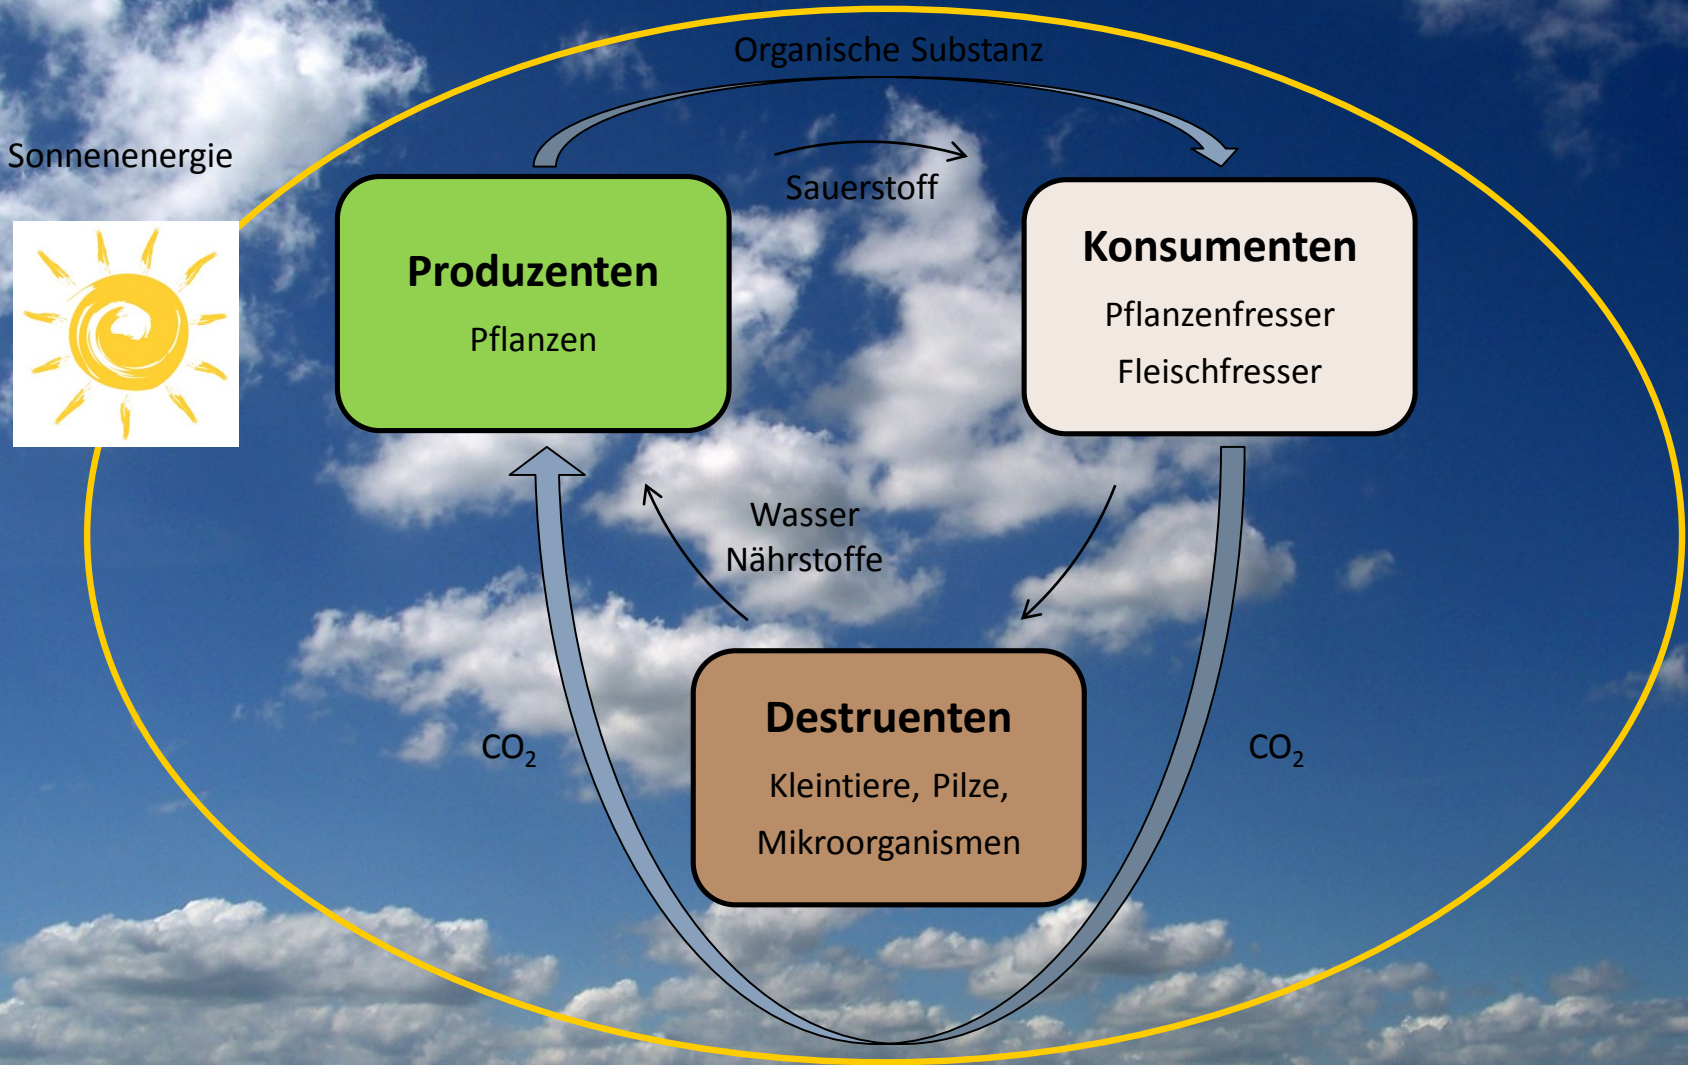 Organische Substanz
Sonnenenergie
Sauerstoff
Produzenten
Pflanzen
Konsumenten
Pflanzenfresser
Fleischfresser
Wasser
Nährstoffe
Destruenten
Kleintiere, Pilze,
Mikroorganismen
CO₂
CO₂